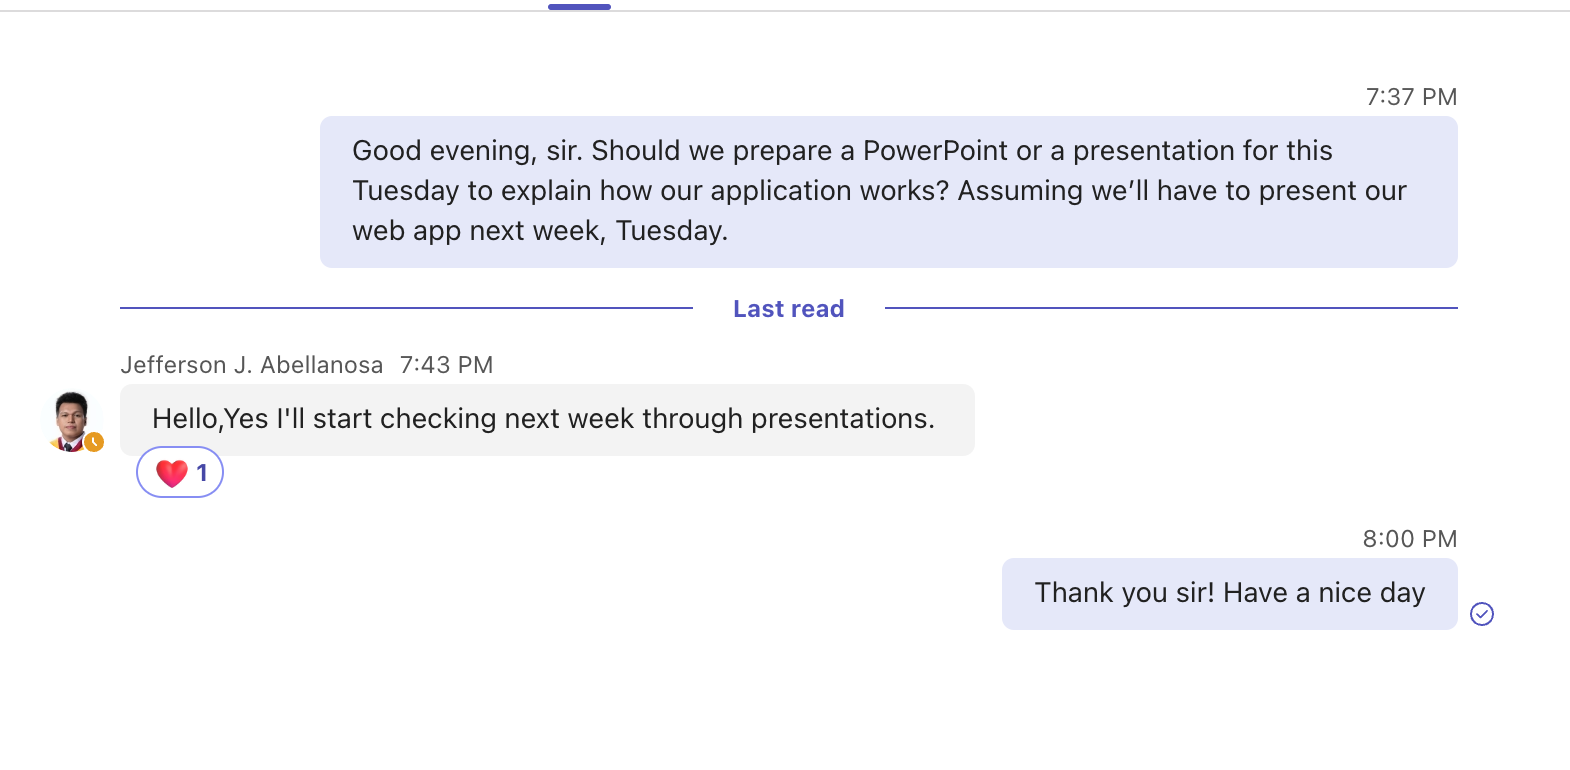 7:37 PM
Good evening, sir. Should we prepare a PowerPoint or a presentation for this
Tuesday to explain how our application works? Assuming we’ll have to present our
web app next week, Tuesday.
Last read
Jefferson J. Abellanosa 7:43 PM
Hello,Yes I'll start checking next week through presentations.
1
8:00 PM
Thank you sir! Have a nice day